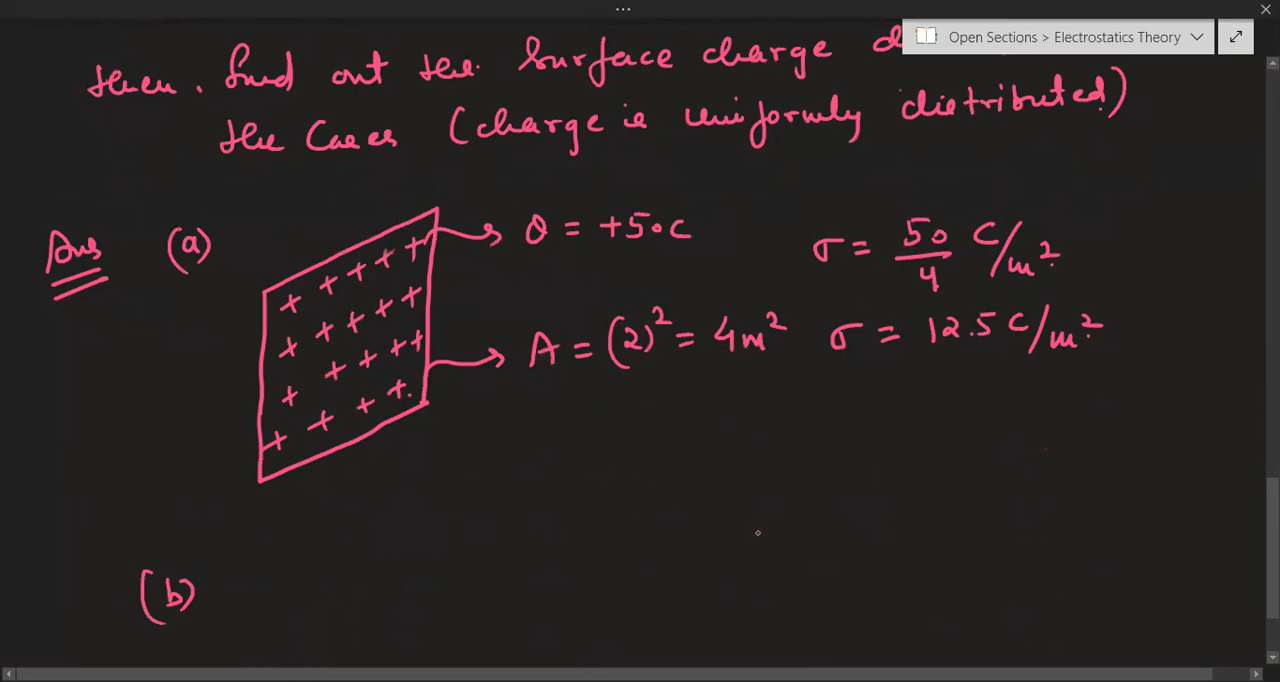 Open Sections > Electrostatics Theory
then. find out the surface charge
the cases (charge is uniformly distributed)
Ans (a) Q = +50C σ = 50/4 C/m²
A = (2)² = 4m² σ = 12.5 C/m²
(b)